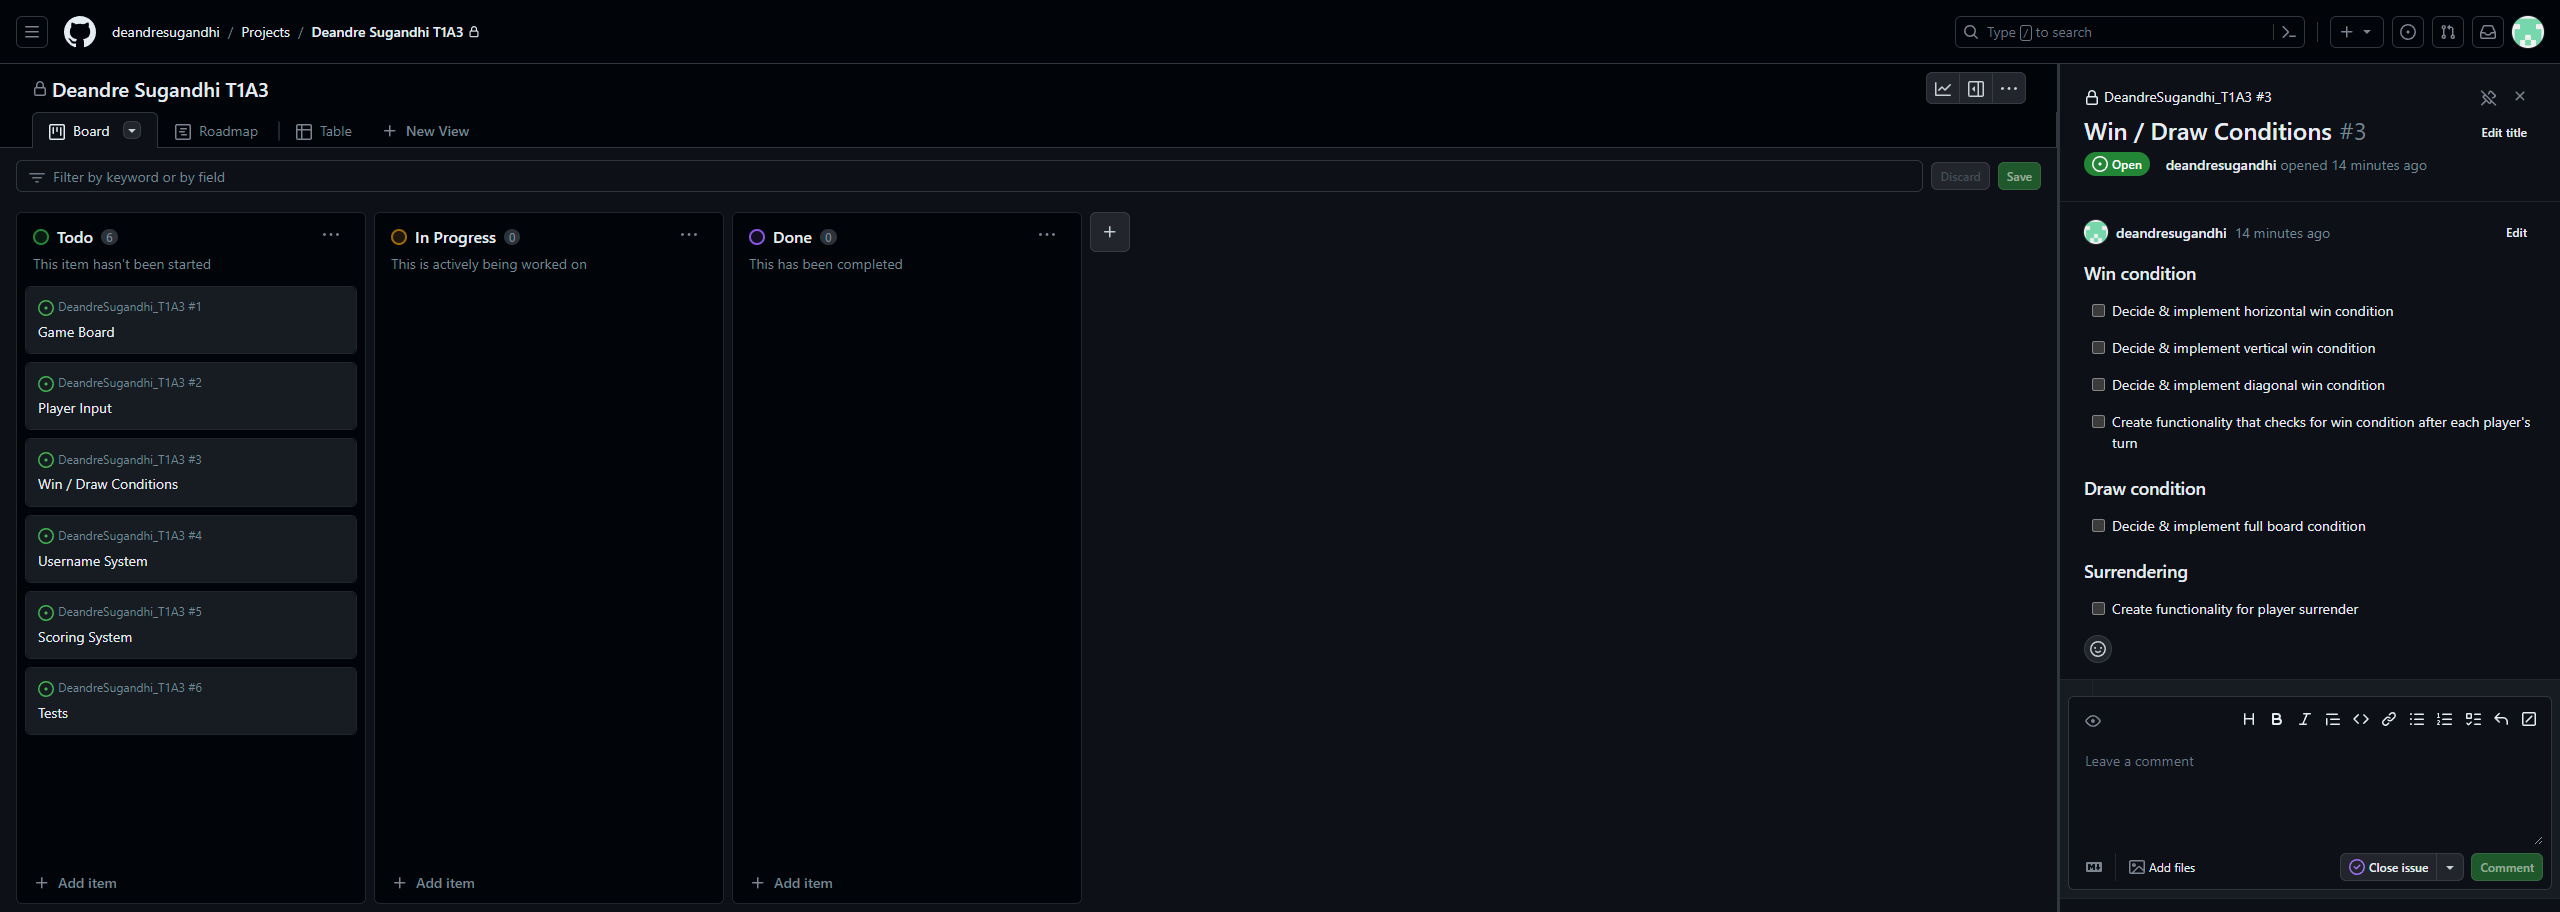 deandresugandhi / Projects / Deandre Sugandhi T1A3
Type / to search
Deandre Sugandhi T1A3
Board
Roadmap
Table
New View
Filter by keyword or by field
Discard
Save
Todo 6
This item hasn't been started
DeandreSugandhi_T1A3 #1
Game Board
DeandreSugandhi_T1A3 #2
Player Input
DeandreSugandhi_T1A3 #3
Win / Draw Conditions
DeandreSugandhi_T1A3 #4
Username System
DeandreSugandhi_T1A3 #5
Scoring System
DeandreSugandhi_T1A3 #6
Tests
+ Add item
In Progress 0
This is actively being worked on
+ Add item
Done 0
This has been completed
+ Add item
DeandreSugandhi_T1A3 #3
Win / Draw Conditions #3
Edit title
Open
deandresugandhi opened 14 minutes ago
deandresugandhi 14 minutes ago
Edit
Win condition
Decide & implement horizontal win condition
Decide & implement vertical win condition
Decide & implement diagonal win condition
Create functionality that checks for win condition after each player's
turn
Draw condition
Decide & implement full board condition
Surrendering
Create functionality for player surrender
Leave a comment
Add files
Close issue
Comment